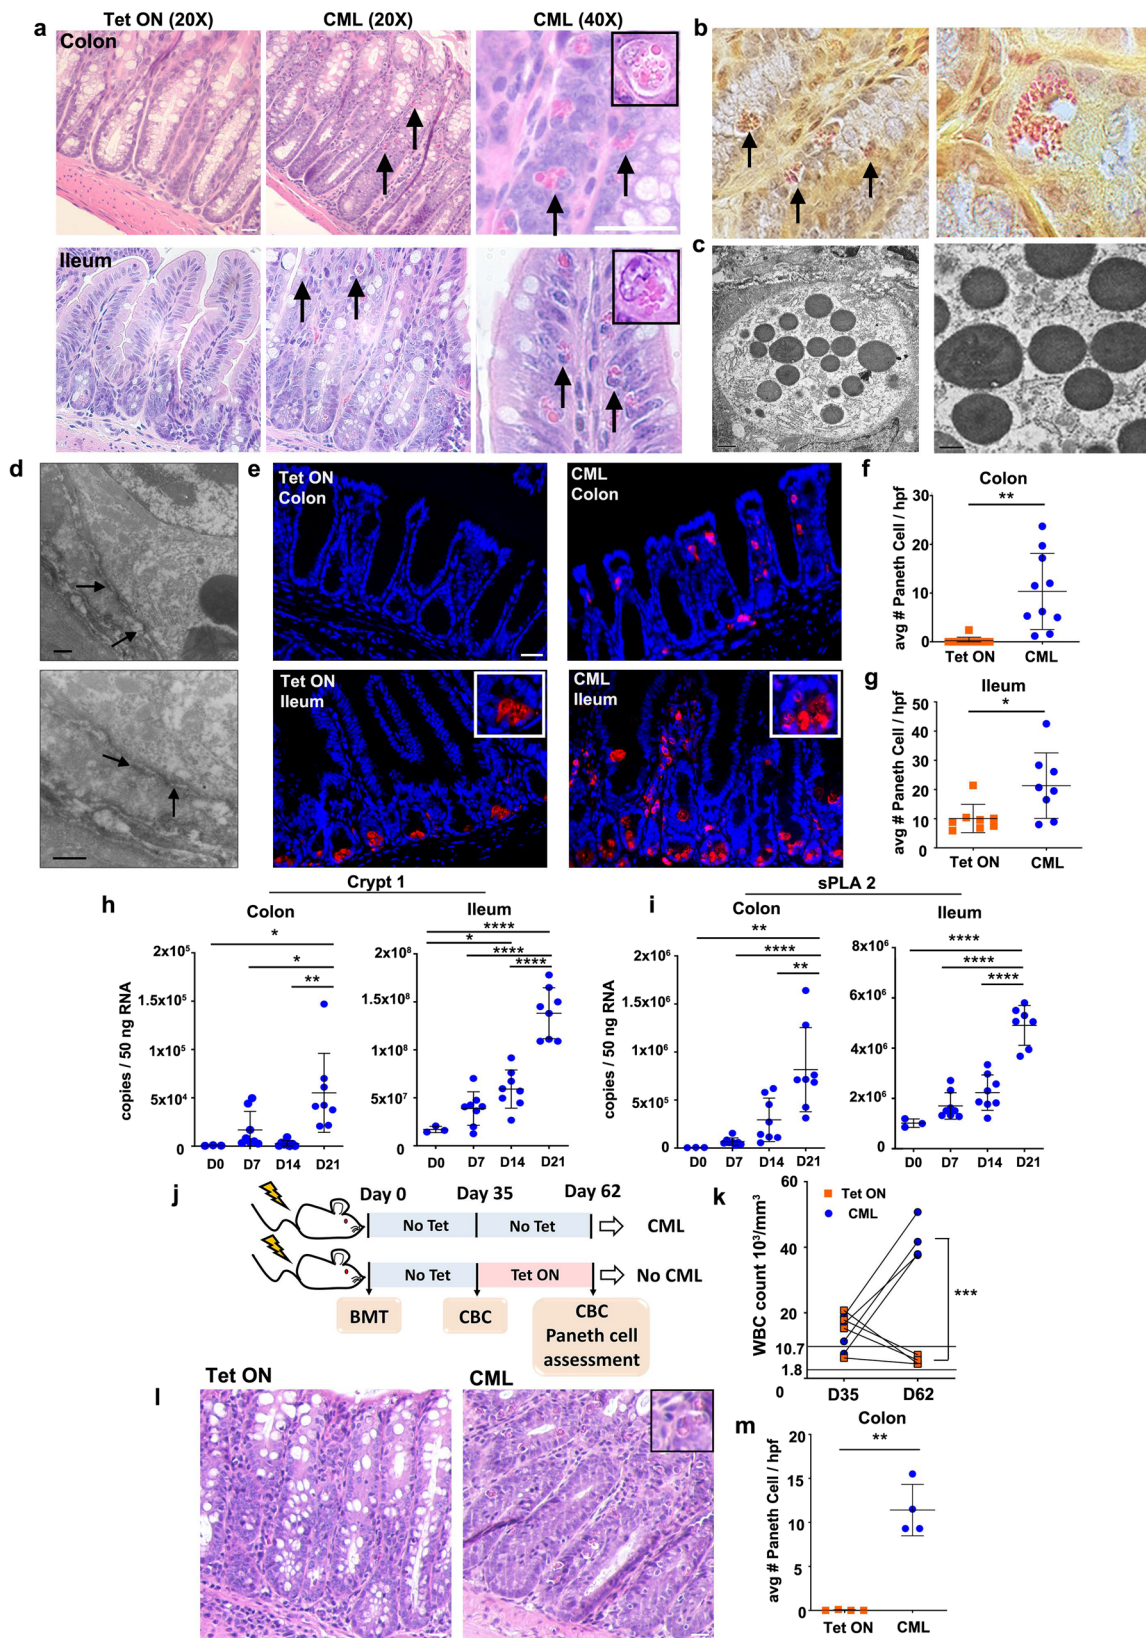 a
Tet ON (20X)
CML (20X)
CML (40X)
Colon
Ileum
b
c
d
e
Tet ON
Colon
CML
Colon
Tet ON
Ileum
CML
Ileum
f
Colon
**
avg # Paneth Cell / hpf
30
20
10
0
Tet ON
CML
g
Ileum
*
avg # Paneth Cell / hpf
50
40
30
20
10
0
Tet ON
CML
Crypt 1
h
Colon
*
*
**
copies / 50 ng RNA
2x10⁵
1.5x10⁵
1x10⁵
5x10⁴
0
D0
D7
D14
D21
Ileum
****
*
****
****
2x10⁸
1.5x10⁸
1x10⁸
5x10⁷
0
D0
D7
D14
D21
sPLA 2
i
Colon
**
****
**
copies / 50 ng RNA
2x10⁶
1.5x10⁶
1x10⁶
5x10⁵
0
D0
D7
D14
D21
Ileum
****
****
****
8x10⁶
6x10⁶
4x10⁶
2x10⁶
0
D0
D7
D14
D21
j
Day 0
Day 35
Day 62
No Tet
No Tet
CML
No Tet
Tet ON
No CML
BMT
CBC
CBC
Paneth cell
assessment
k
Tet ON
CML
WBC count 10³/mm³
60
40
20
10.7
1.8
0
***
D35
D62
l
Tet ON
CML
m
Colon
**
avg # Paneth Cell / hpf
20
15
10
5
0
Tet ON
CML